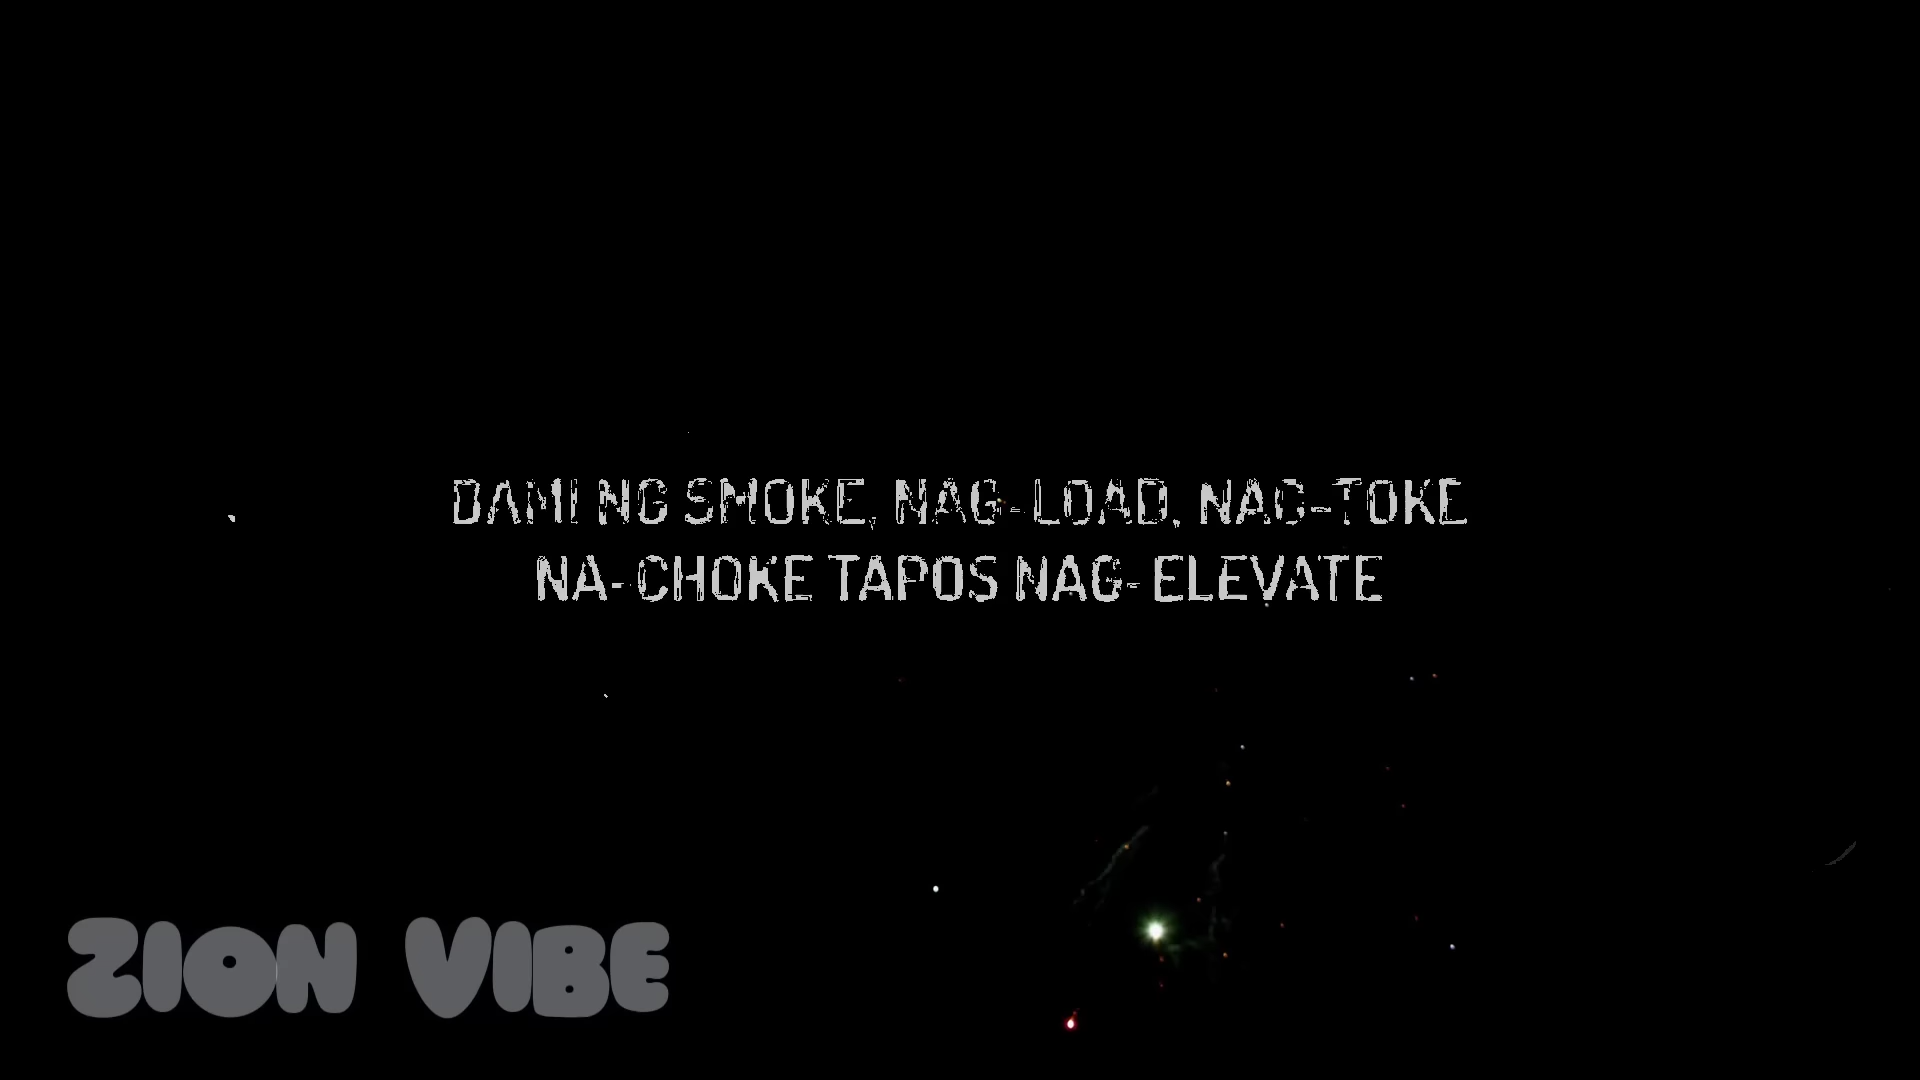 DAMI NG SMOKE, NAG-LOAD, NAG-TOKE
NA-CHOKE TAPOS NAG-ELEVATE
ZION VIBE